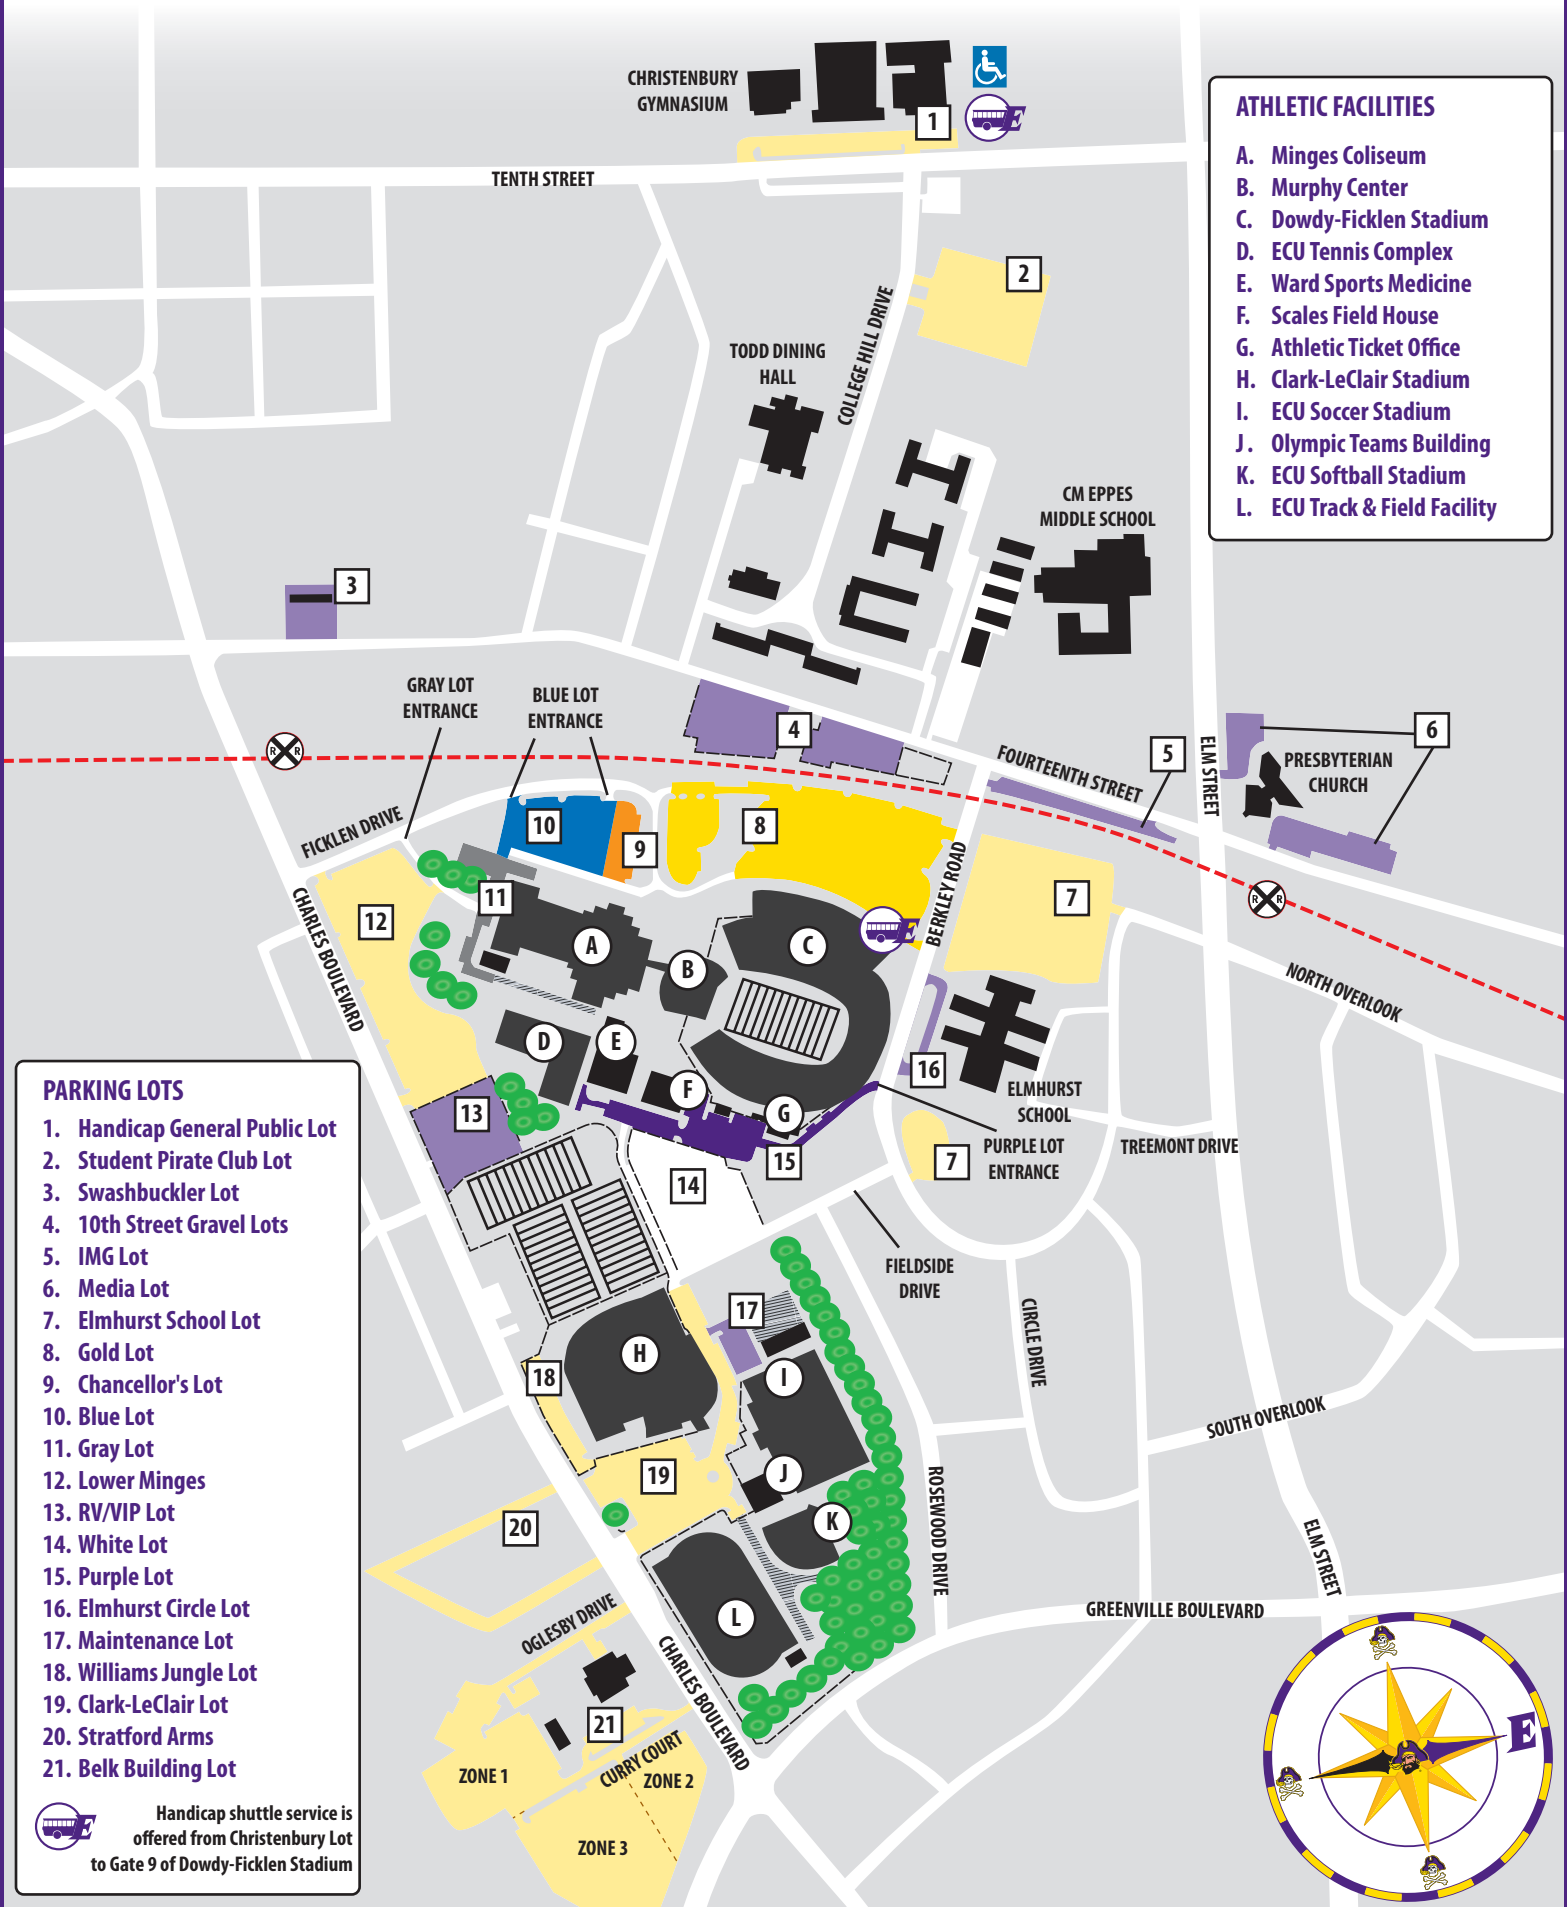 CHRISTENBURY
GYMNASIUM
1
E
TENTH STREET
ATHLETIC FACILITIES
A. Minges Coliseum
B. Murphy Center
C. Dowdy-Ficklen Stadium
D. ECU Tennis Complex
E. Ward Sports Medicine
F. Scales Field House
G. Athletic Ticket Office
H. Clark-LeClair Stadium
I. ECU Soccer Stadium
J. Olympic Teams Building
K. ECU Softball Stadium
L. ECU Track & Field Facility
2
COLLEGE HILL DRIVE
TODD DINING
HALL
CM EPPES
MIDDLE SCHOOL
3
GRAY LOT
ENTRANCE
BLUE LOT
ENTRANCE
4
R R
FOURTEENTH STREET
5
ELM STREET
6
PRESBYTERIAN
CHURCH
FICKLEN DRIVE
10
9
8
BERKLEY ROAD
7
R R
11
12
CHARLES BOULEVARD
A
B
C
E
NORTH OVERLOOK
D
E
F
G
16
ELMHURST
SCHOOL
13
15
14
7
PURPLE LOT
ENTRANCE
TREEMONT DRIVE
FIELDSIDE
DRIVE
CIRCLE DRIVE
17
H
18
I
J
K
L
19
20
SOUTH OVERLOOK
ROSEWOOD DRIVE
ELM STREET
GREENVILLE BOULEVARD
OGLESBY DRIVE
CHARLES BOULEVARD
21
CURRY COURT
ZONE 1
ZONE 2
ZONE 3
E
PARKING LOTS
1. Handicap General Public Lot
2. Student Pirate Club Lot
3. Swashbuckler Lot
4. 10th Street Gravel Lots
5. IMG Lot
6. Media Lot
7. Elmhurst School Lot
8. Gold Lot
9. Chancellor's Lot
10. Blue Lot
11. Gray Lot
12. Lower Minges
13. RV/VIP Lot
14. White Lot
15. Purple Lot
16. Elmhurst Circle Lot
17. Maintenance Lot
18. Williams Jungle Lot
19. Clark-LeClair Lot
20. Stratford Arms
21. Belk Building Lot
E
Handicap shuttle service is
offered from Christenbury Lot
to Gate 9 of Dowdy-Ficklen Stadium